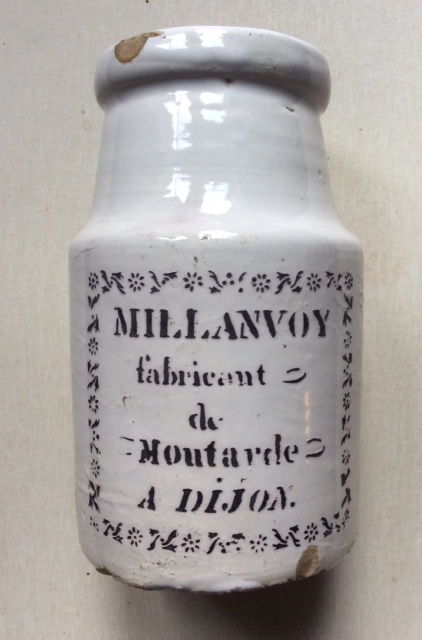 MILLANVOY
fabricant
de
Moutarde
A DIJON.